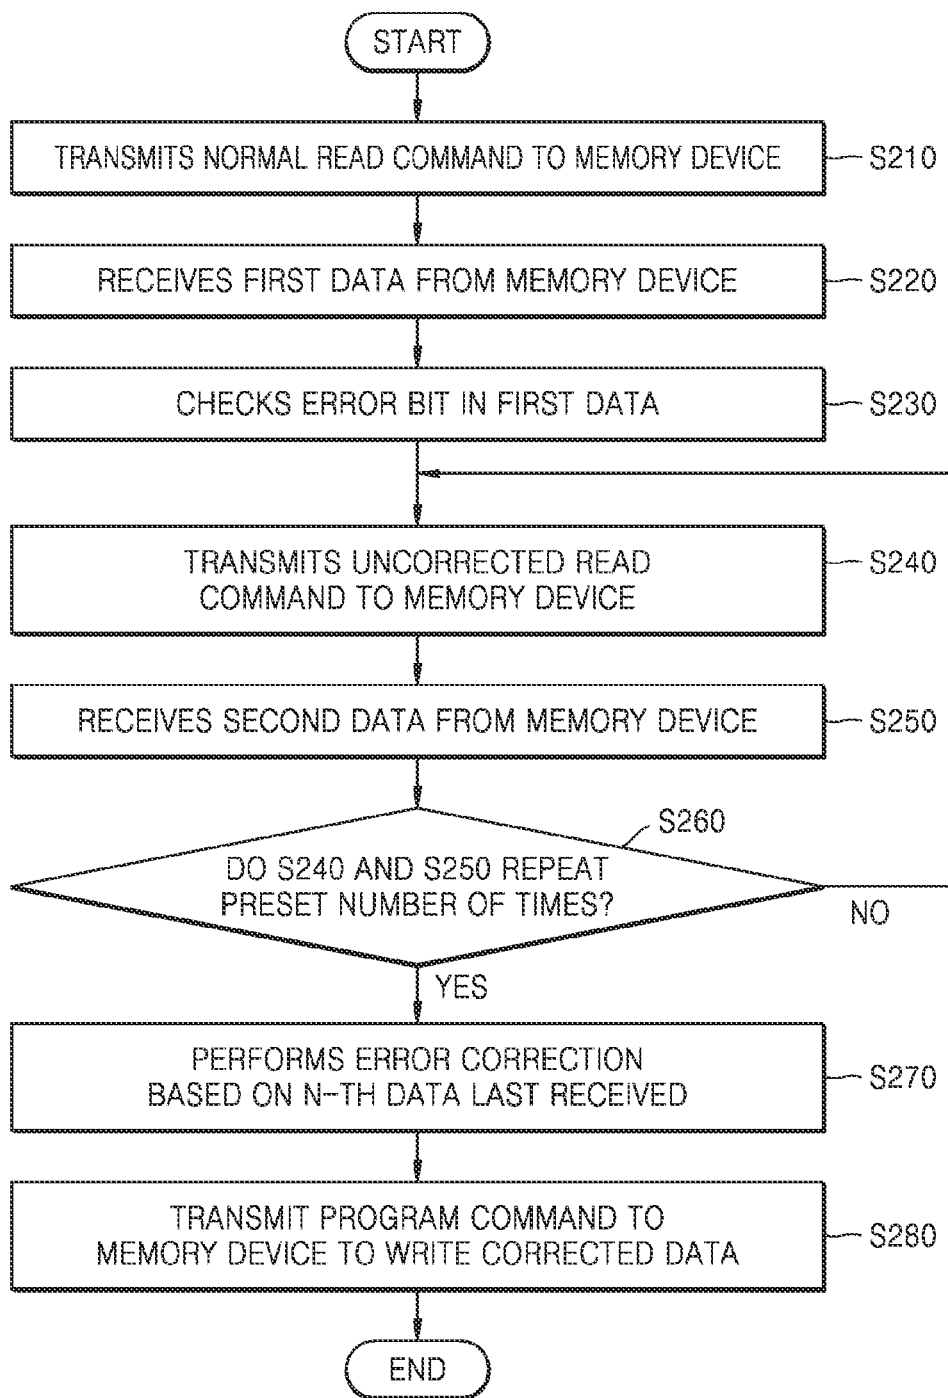 START
TRANSMITS NORMAL READ COMMAND TO MEMORY DEVICE
S210
RECEIVES FIRST DATA FROM MEMORY DEVICE
S220
CHECKS ERROR BIT IN FIRST DATA
S230
TRANSMITS UNCORRECTED READ
COMMAND TO MEMORY DEVICE
S240
RECEIVES SECOND DATA FROM MEMORY DEVICE
S250
S260
DO S240 AND S250 REPEAT
PRESET NUMBER OF TIMES?
NO
YES
PERFORMS ERROR CORRECTION
BASED ON N-TH DATA LAST RECEIVED
S270
TRANSMIT PROGRAM COMMAND TO
MEMORY DEVICE TO WRITE CORRECTED DATA
S280
END